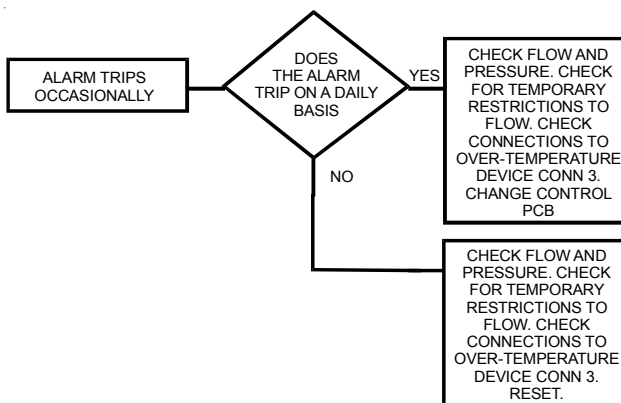 ALARM TRIPS
OCCASIONALLY
DOES
THE ALARM
TRIP ON A DAILY
BASIS
YES
CHECK FLOW AND
PRESSURE. CHECK
FOR TEMPORARY
RESTRICTIONS TO
FLOW. CHECK
CONNECTIONS TO
OVER-TEMPERATURE
DEVICE CONN 3.
CHANGE CONTROL
PCB
NO
CHECK FLOW AND
PRESSURE. CHECK
FOR TEMPORARY
RESTRICTIONS TO
FLOW. CHECK
CONNECTIONS TO
OVER-TEMPERATURE
DEVICE CONN 3.
RESET.